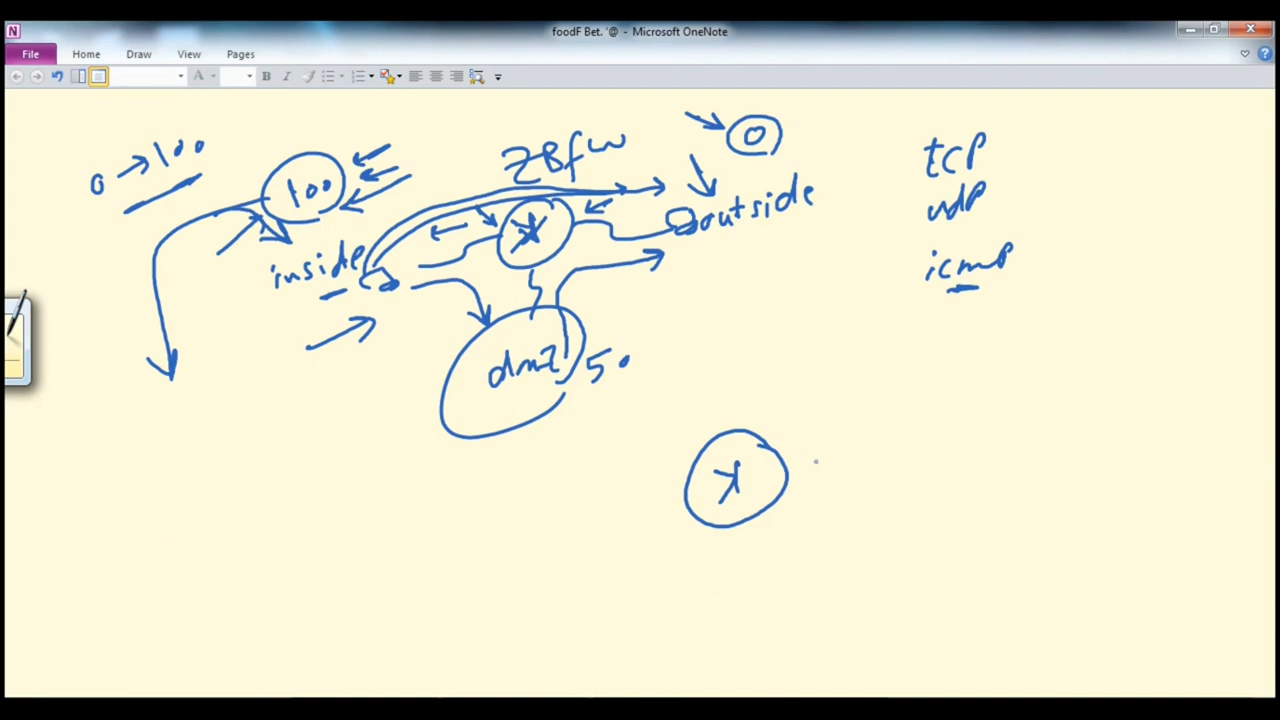 foodF Bet. '@ - Microsoft OneNote
File Home Draw View Pages
B I
0 → 100
100
ZBfw
0
inside
outside
dmz 50
tcp
udp
icmp